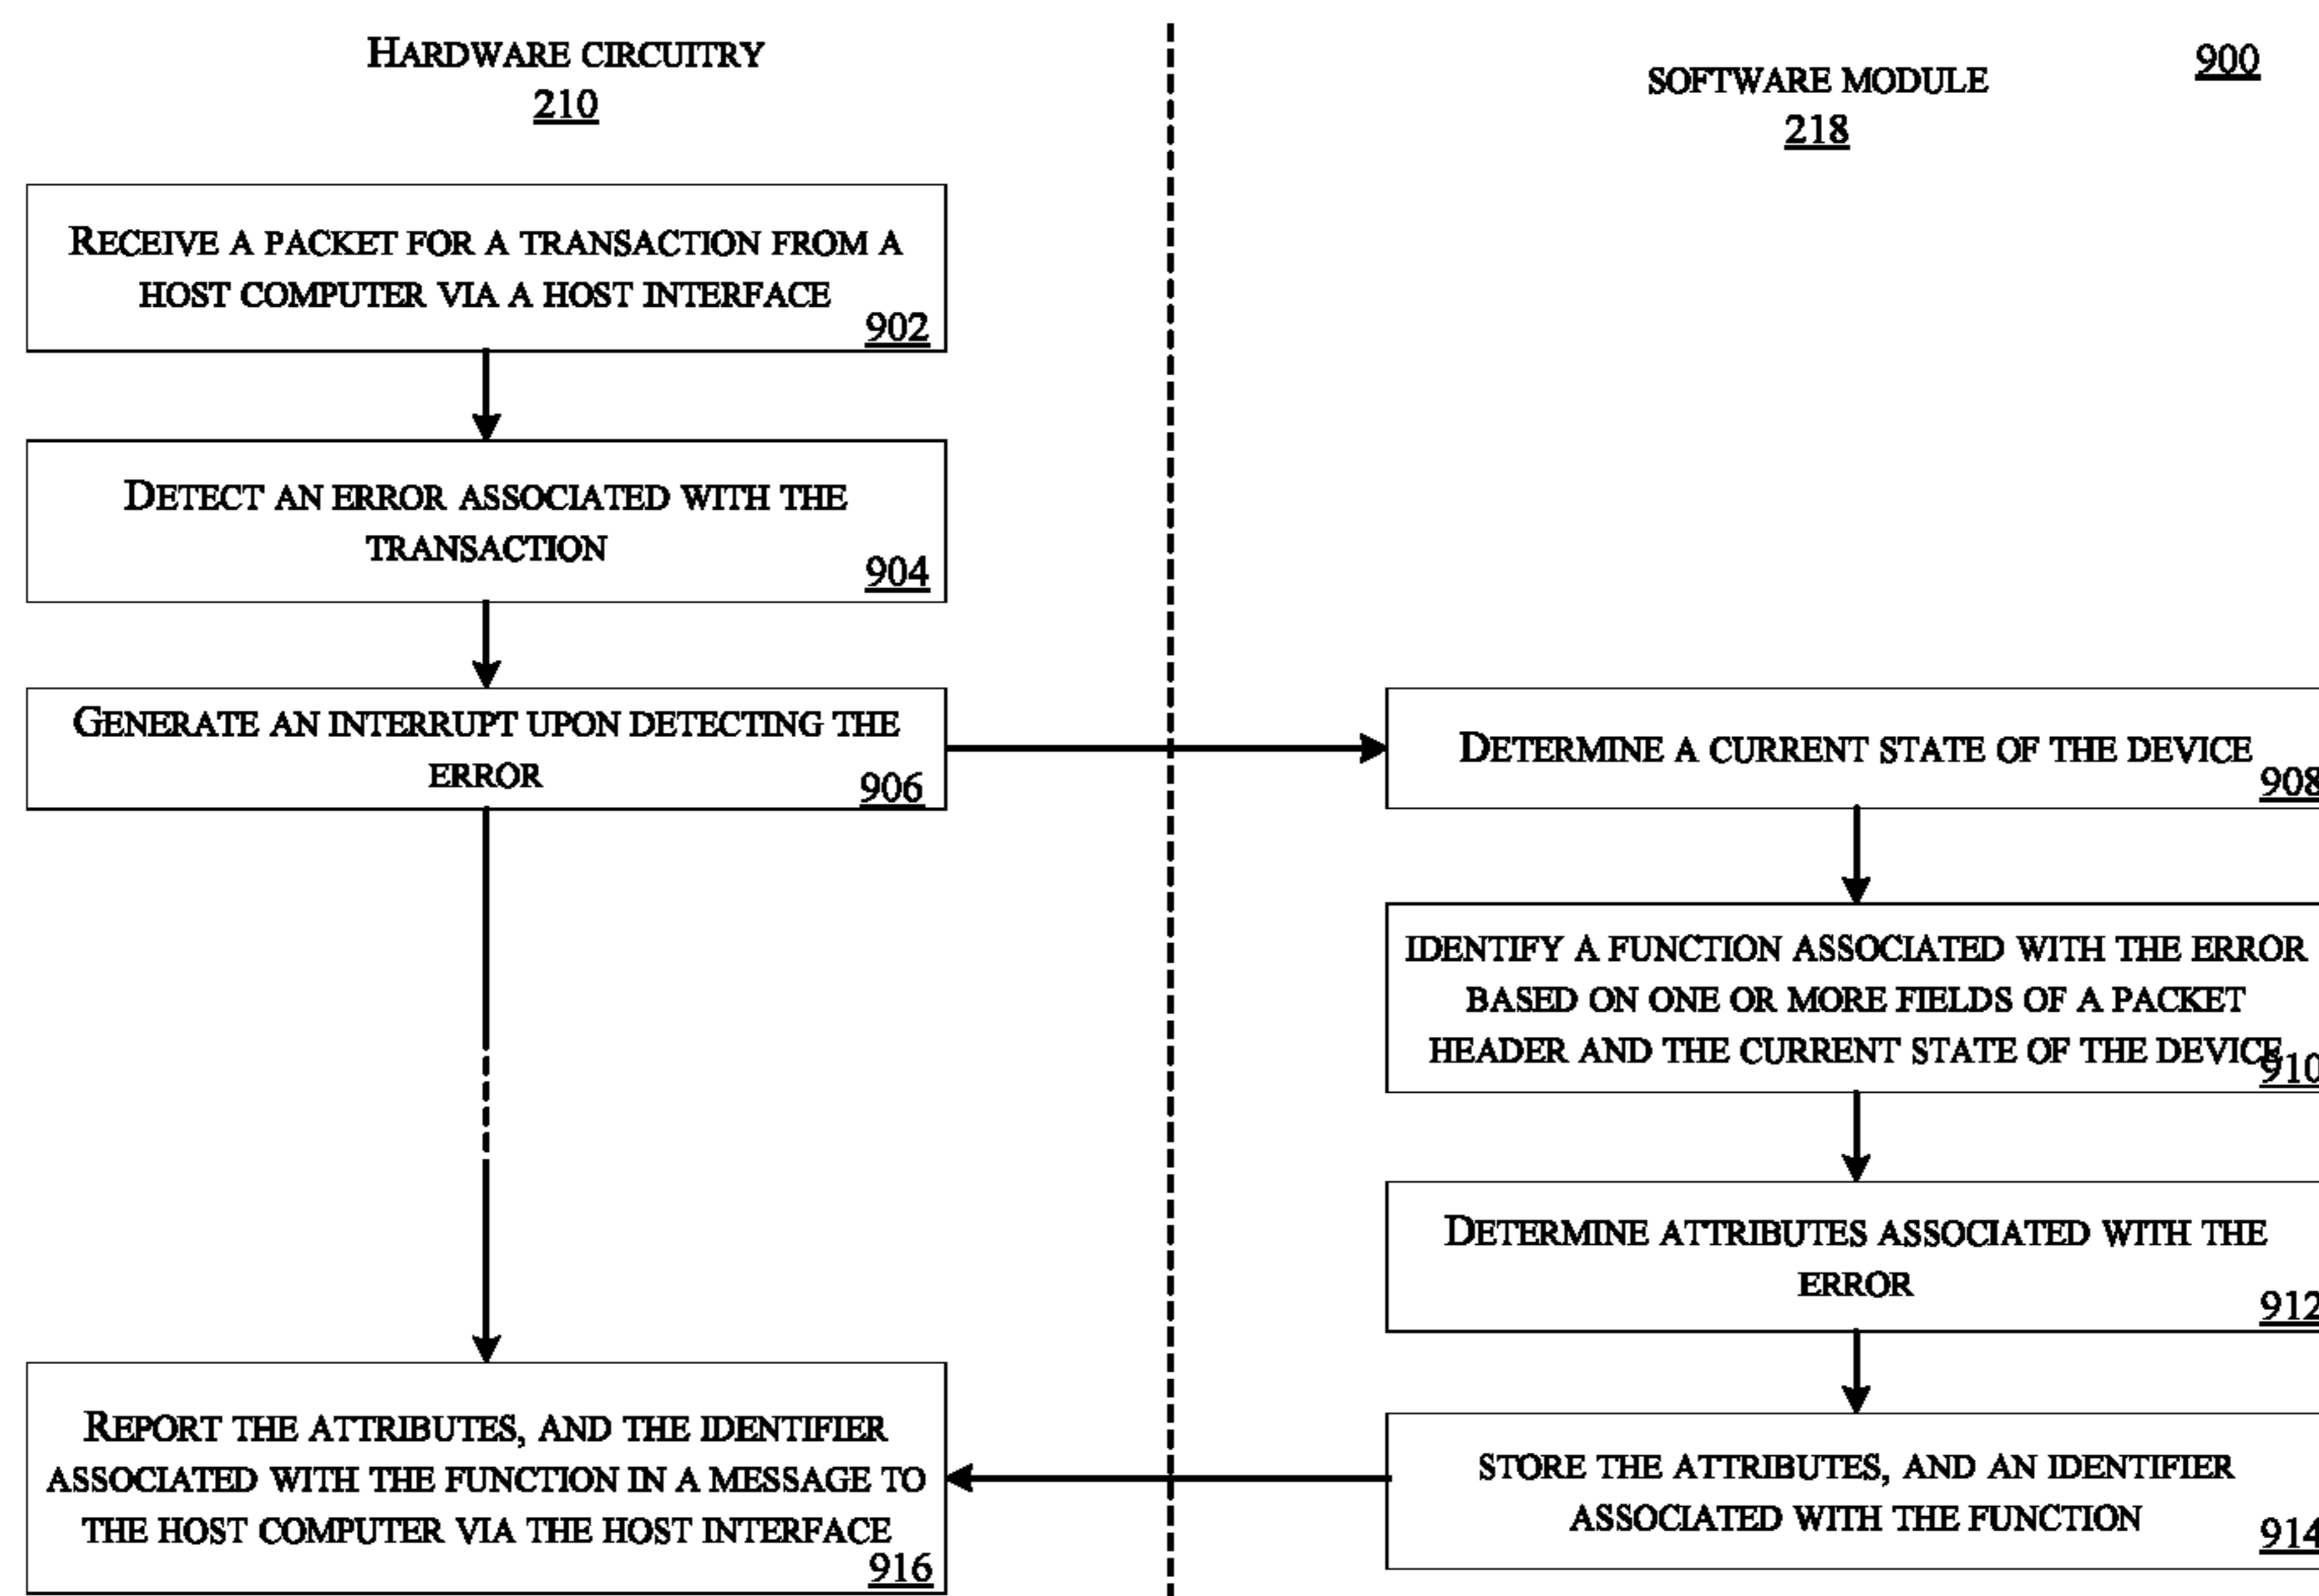 HARDWARE CIRCUITRY
210
SOFTWARE MODULE
218
900
RECEIVE A PACKET FOR A TRANSACTION FROM A
HOST COMPUTER VIA A HOST INTERFACE
902
DETECT AN ERROR ASSOCIATED WITH THE
TRANSACTION
904
GENERATE AN INTERRUPT UPON DETECTING THE
ERROR
906
DETERMINE A CURRENT STATE OF THE DEVICE
908
IDENTIFY A FUNCTION ASSOCIATED WITH THE ERROR
BASED ON ONE OR MORE FIELDS OF A PACKET
HEADER AND THE CURRENT STATE OF THE DEVICE
910
DETERMINE ATTRIBUTES ASSOCIATED WITH THE
ERROR
912
STORE THE ATTRIBUTES, AND AN IDENTIFIER
ASSOCIATED WITH THE FUNCTION
914
REPORT THE ATTRIBUTES, AND THE IDENTIFIER
ASSOCIATED WITH THE FUNCTION IN A MESSAGE TO
THE HOST COMPUTER VIA THE HOST INTERFACE
916